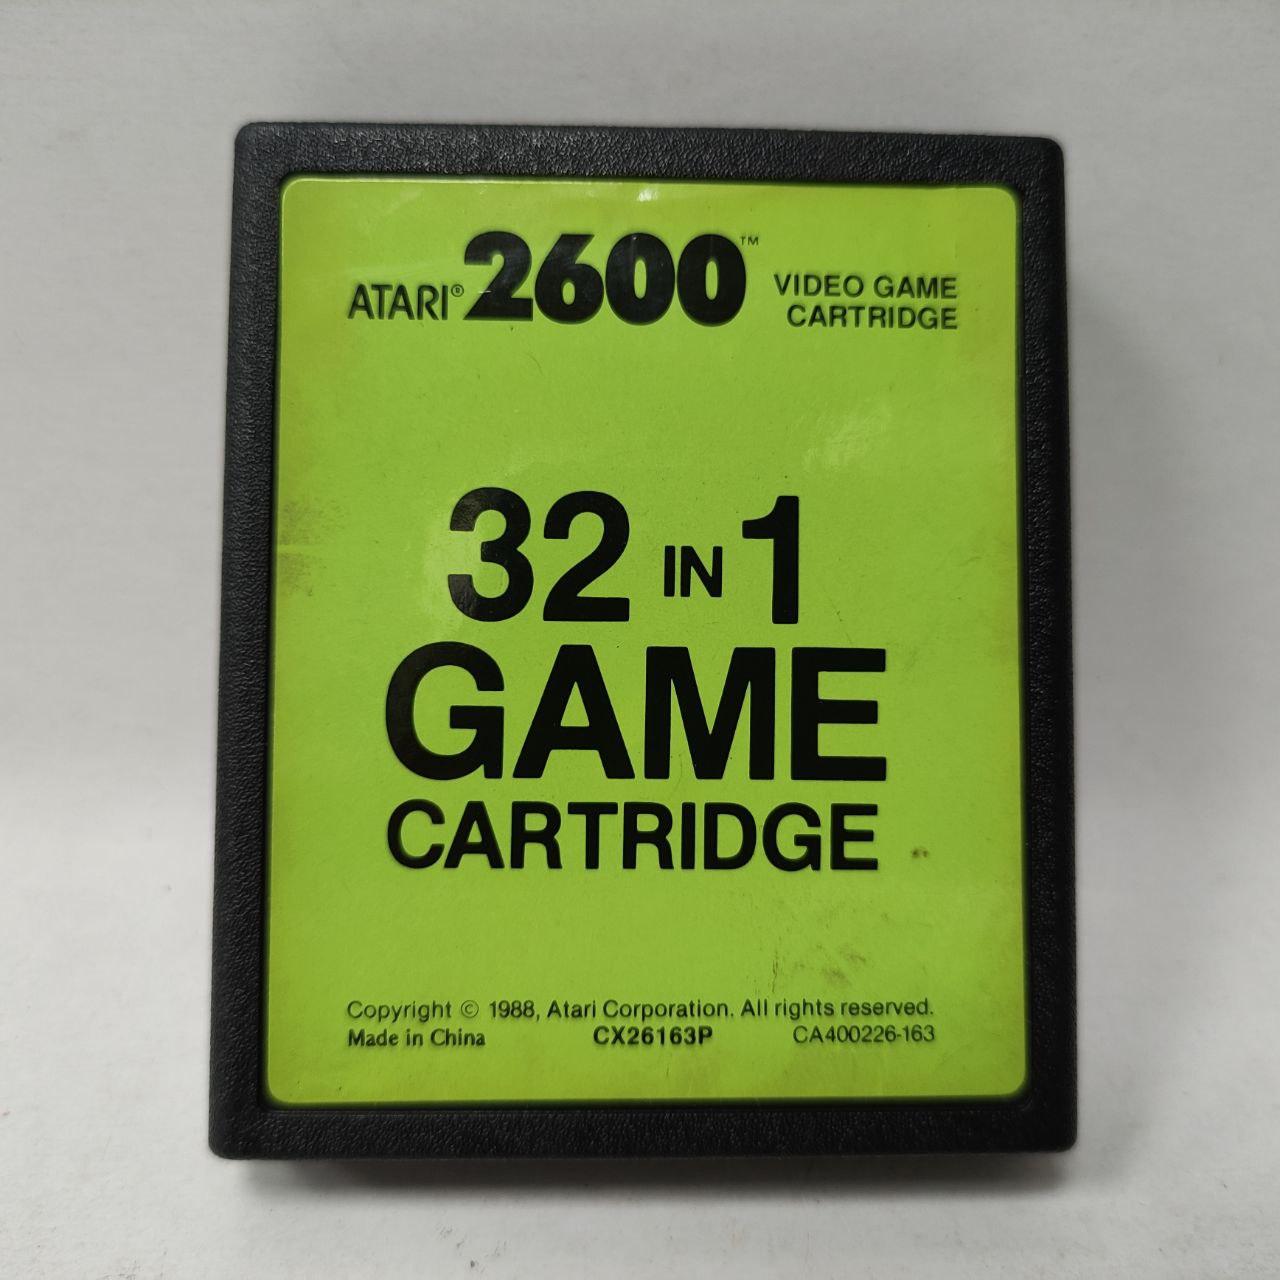 ATARI® 2600™ VIDEO GAME
CARTRIDGE
32 IN 1
GAME
CARTRIDGE
Copyright © 1988, Atari Corporation. All rights reserved.
Made in China CX26163P CA400226-163